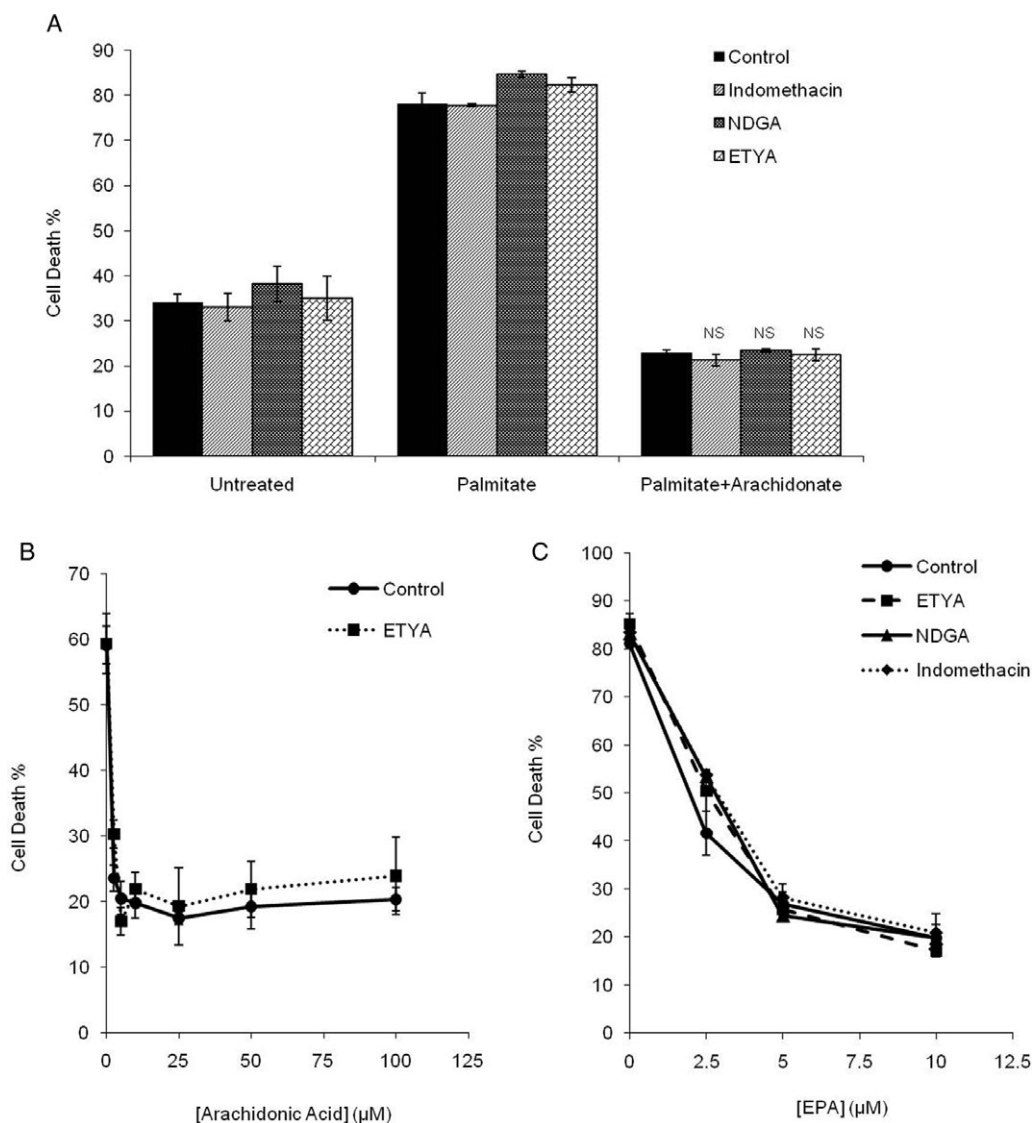 A
90
80
70
60
50
40
30
20
10
0
Cell Death %
Control
Indomethacin
NDGA
ETYA
NS NS NS
Untreated Palmitate Palmitate+Arachidonate
B
70
60
50
40
30
20
10
0
Cell Death %
Control
ETYA
0 25 50 75 100 125
[Arachidonic Acid] (µM)
C
100
90
80
70
60
50
40
30
20
10
0
Cell Death %
Control
ETYA
NDGA
Indomethacin
0 2.5 5 7.5 10 12.5
[EPA] (µM)